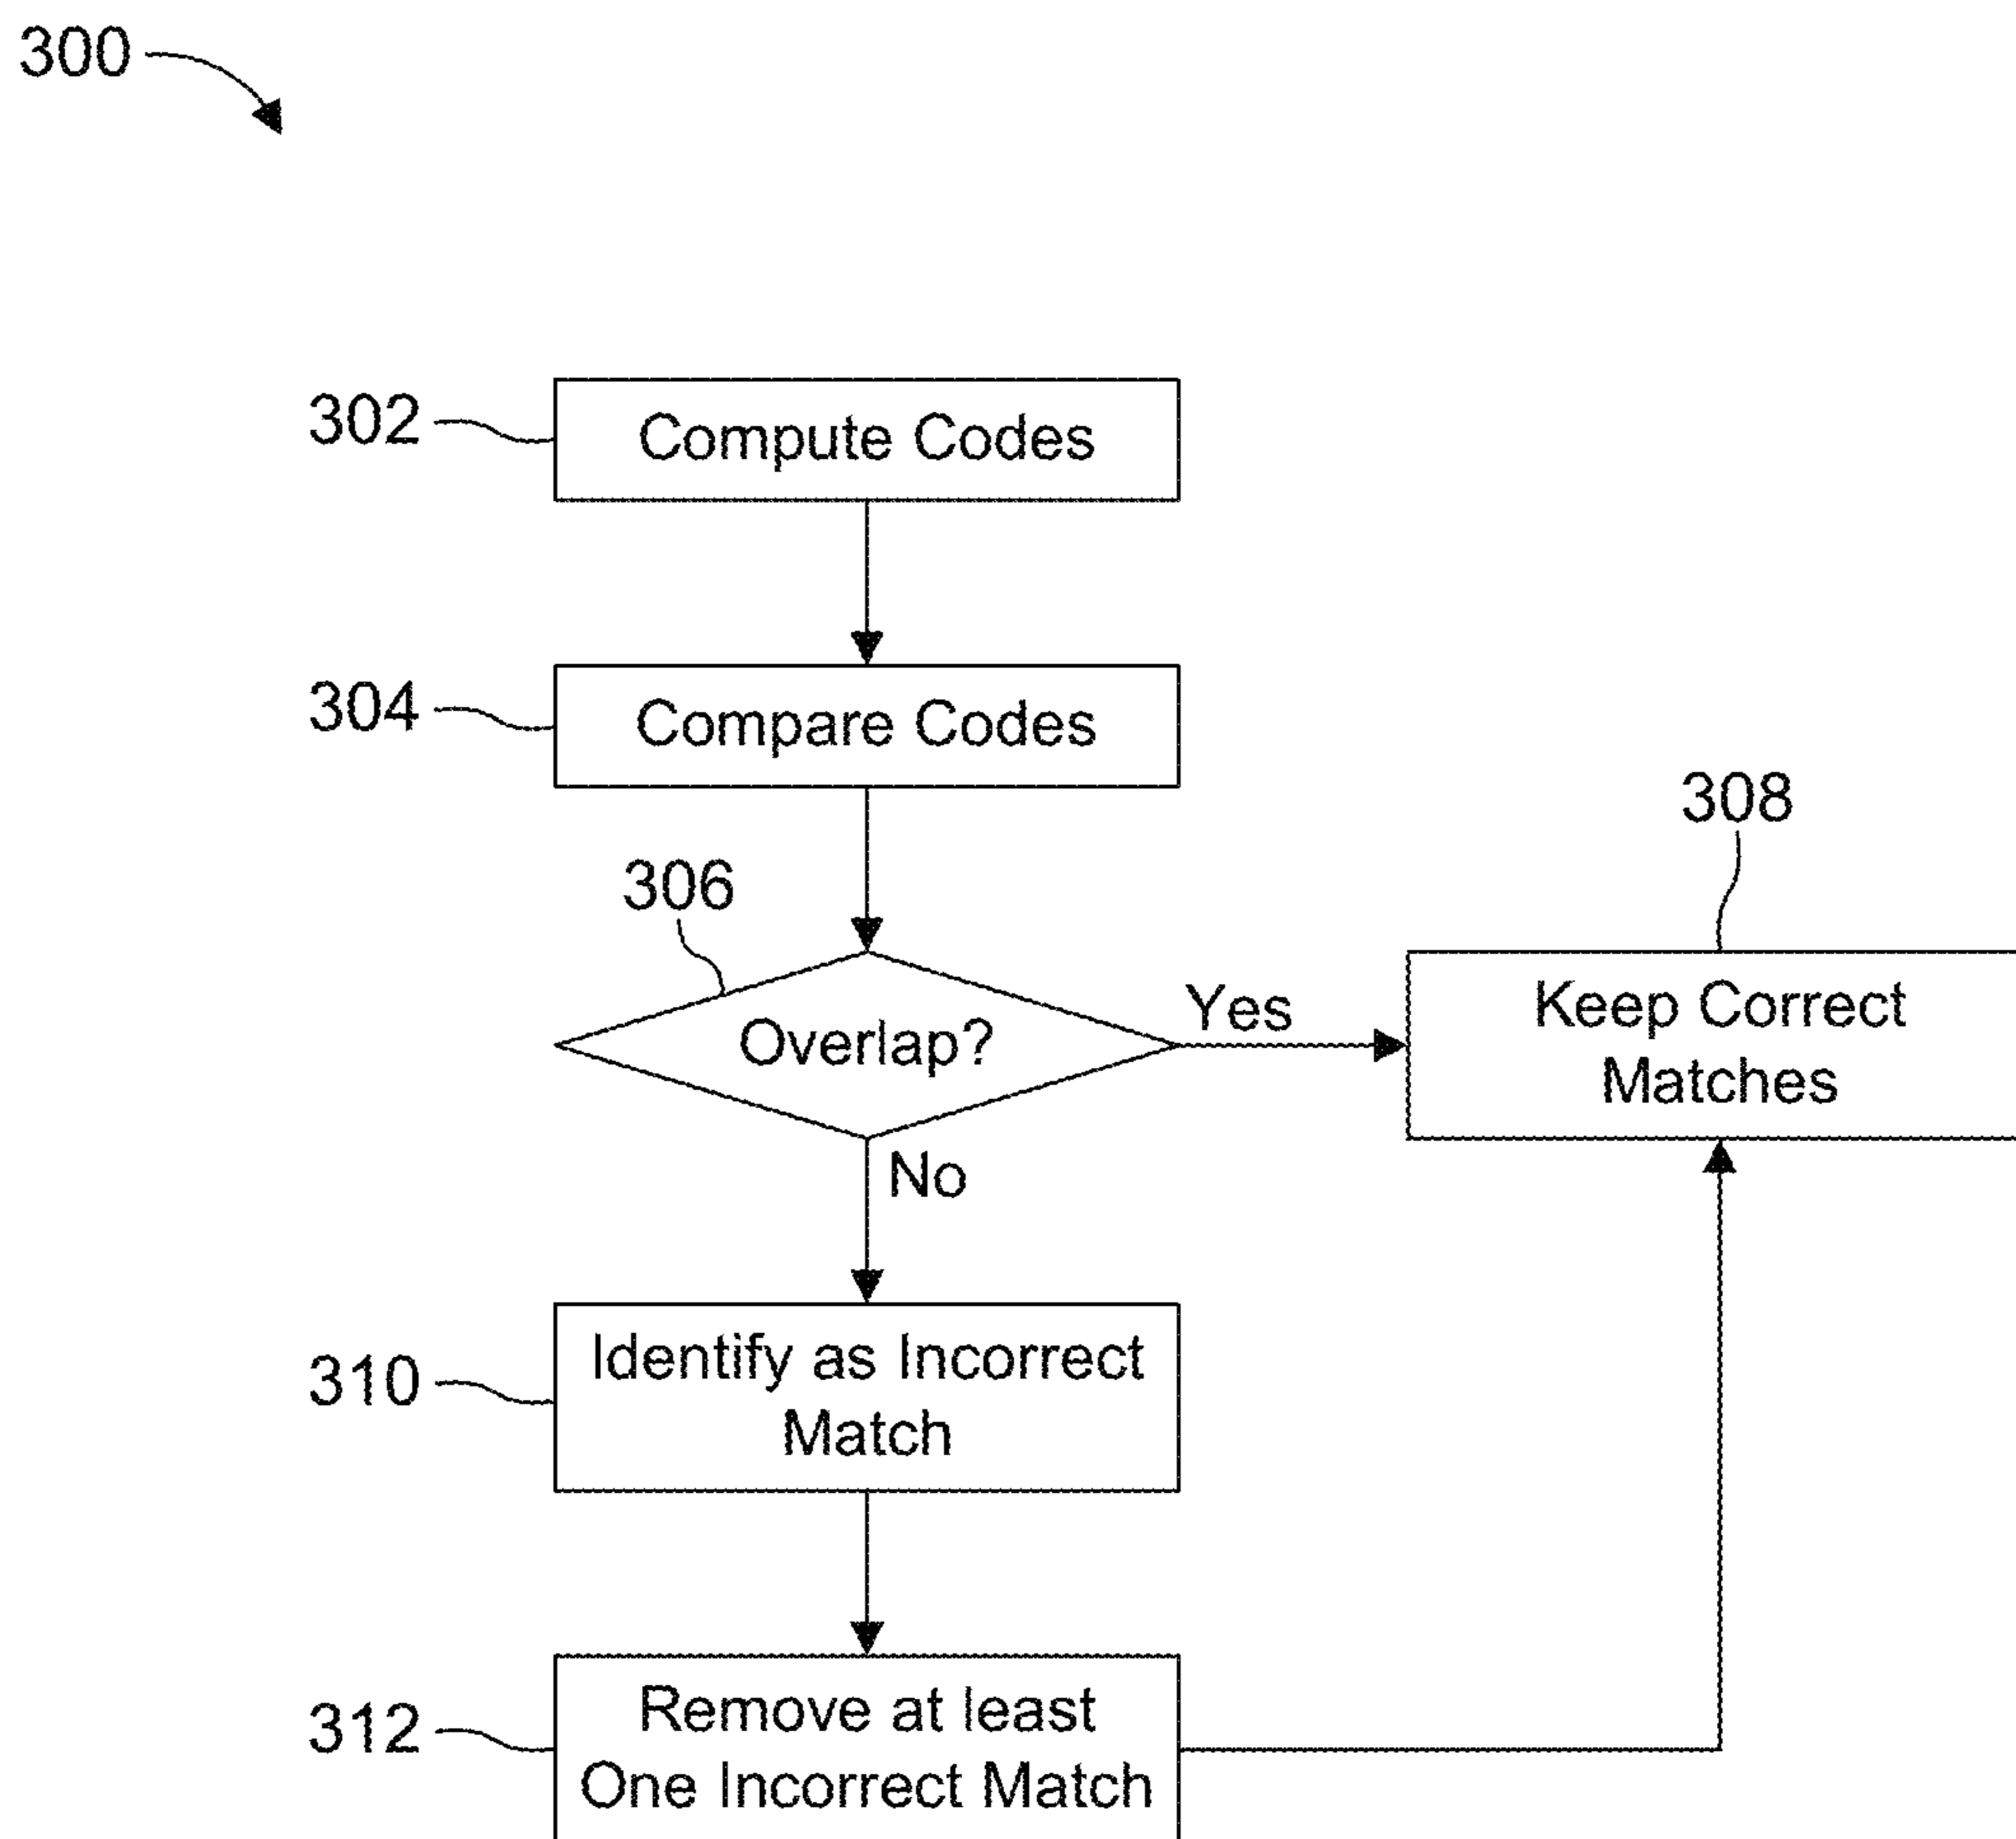 300
302
Compute Codes
304
Compare Codes
306
308
Overlap?
Yes
Keep Correct
Matches
No
310
Identify as Incorrect
Match
312
Remove at least
One Incorrect Match